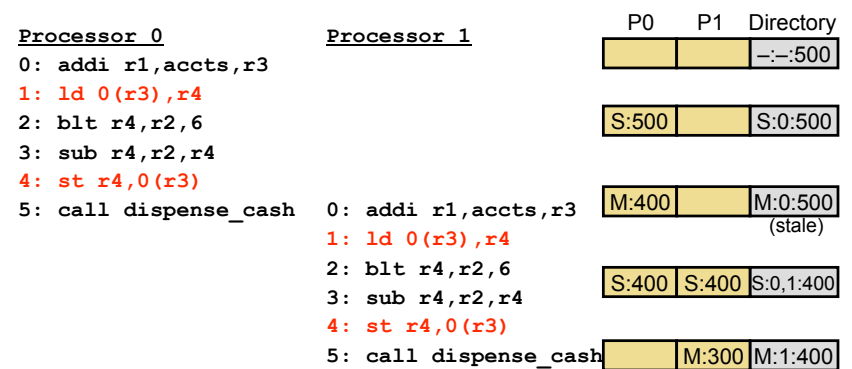 Processor 0
0: addi r1,accts,r3
1: ld 0(r3),r4
2: blt r4,r2,6
3: sub r4,r2,r4
4: st r4,0(r3)
5: call dispense_cash
Processor 1
0: addi r1,accts,r3
1: ld 0(r3),r4
2: blt r4,r2,6
3: sub r4,r2,r4
4: st r4,0(r3)
5: call dispense_cash
P0 P1 Directory
–:–:500
S:500 S:0:500
M:400 M:0:500
(stale)
S:400 S:400 S:0,1:400
M:300 M:1:400